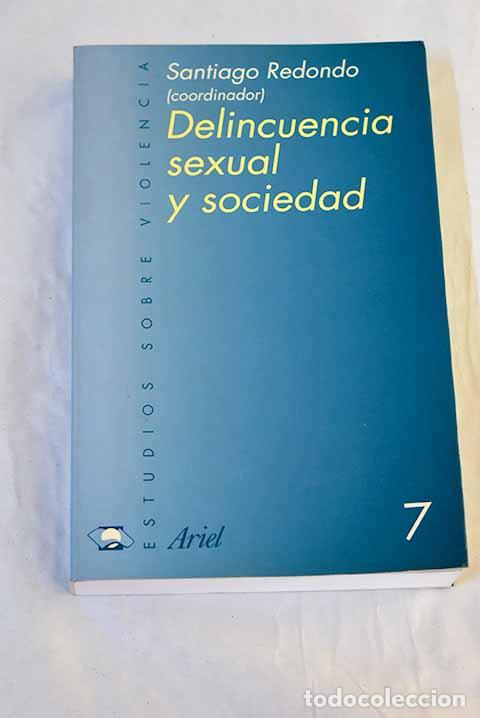 Santiago Redondo
(coordinador)
Delincuencia
sexual
y sociedad
ESTUDIOS SOBRE VIOLENCIA
Ariel
7
todocoleccion